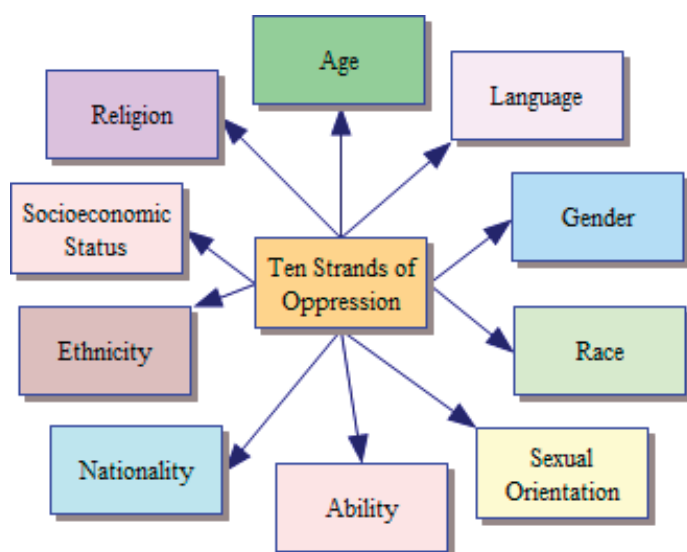 Age
Language
Religion
Gender
Socioeconomic
Status
Ten Strands of
Oppression
Ethnicity
Race
Nationality
Sexual
Orientation
Ability